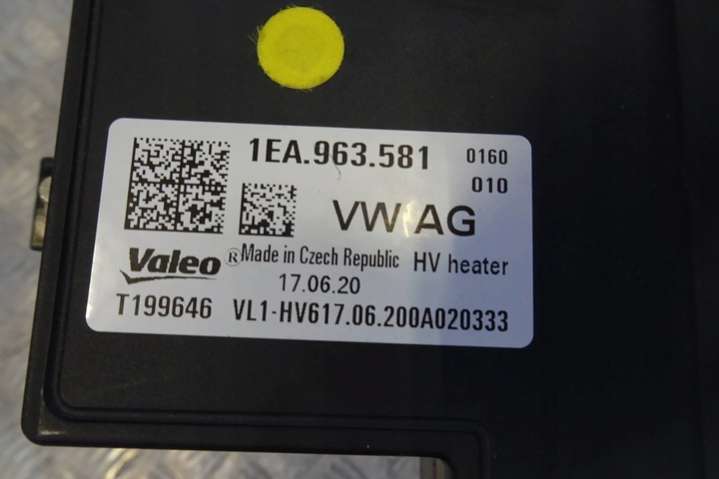 1EA.963.581 0160
010
VW AG
Valeo ® Made in Czech Republic HV heater
17.06.20
T199646 VL1-HV617.06.200A020333